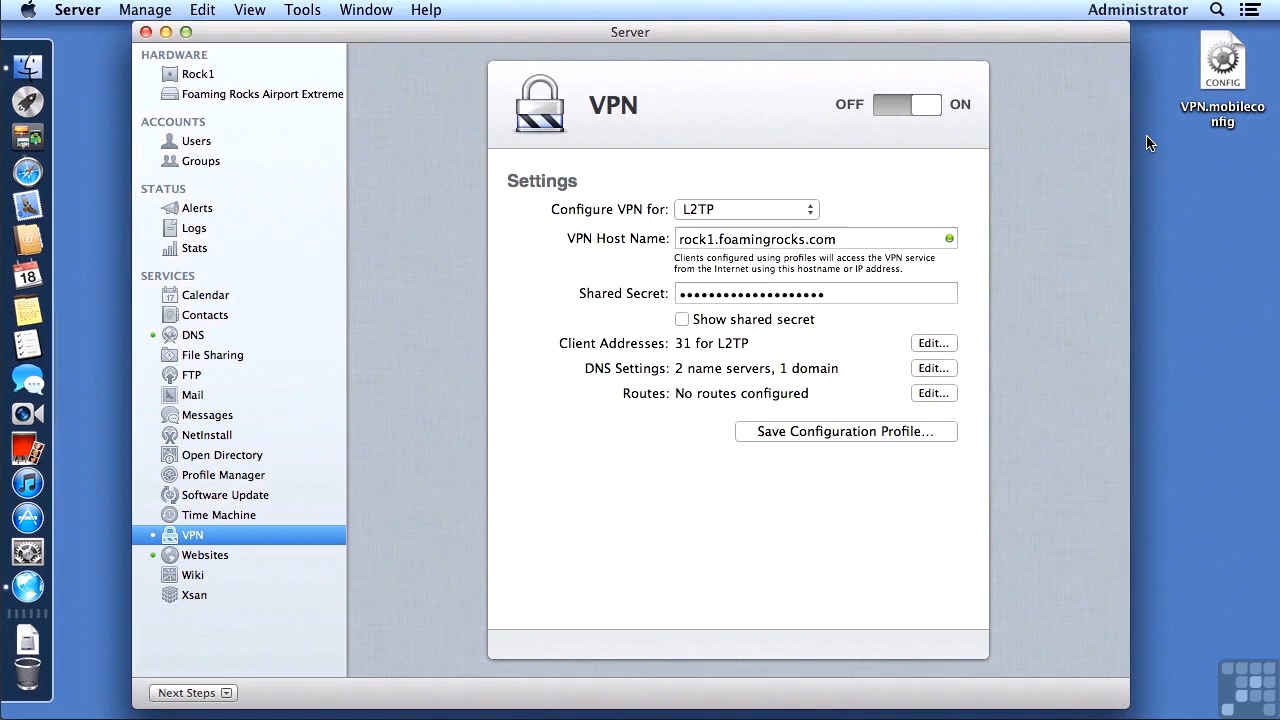 Server Manage Edit View Tools Window Help Administrator
Server
CONFIG
VPN.mobileco
nfig
HARDWARE
Rock1
Foaming Rocks Airport Extreme
ACCOUNTS
Users
Groups
STATUS
Alerts
Logs
Stats
SERVICES
Calendar
Contacts
DNS
File Sharing
FTP
Mail
Messages
NetInstall
Open Directory
Profile Manager
Software Update
Time Machine
VPN
Websites
Wiki
Xsan
Next Steps
VPN
OFF ON
Settings
Configure VPN for: L2TP
VPN Host Name: rock1.foamingrocks.com
Clients configured using profiles will access the VPN service
from the Internet using this hostname or IP address.
Shared Secret: ••••••••••••••••••••
Show shared secret
Client Addresses: 31 for L2TP Edit...
DNS Settings: 2 name servers, 1 domain Edit...
Routes: No routes configured Edit...
Save Configuration Profile...
SEP
18
17